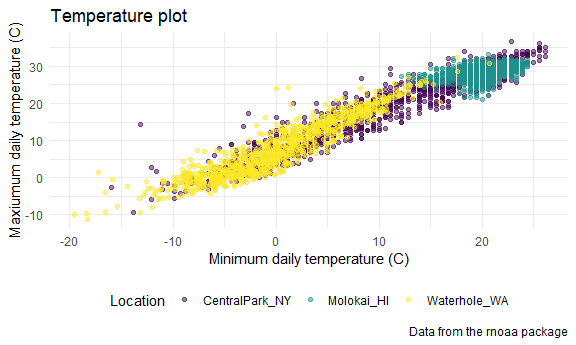 Temperature plot
Maxiumum daily temperature (C)
30
20
10
0
-10
-20
-10
0
10
20
Minimum daily temperature (C)
Location CentralPark_NY Molokai_HI Waterhole_WA
Data from the rnoaa package